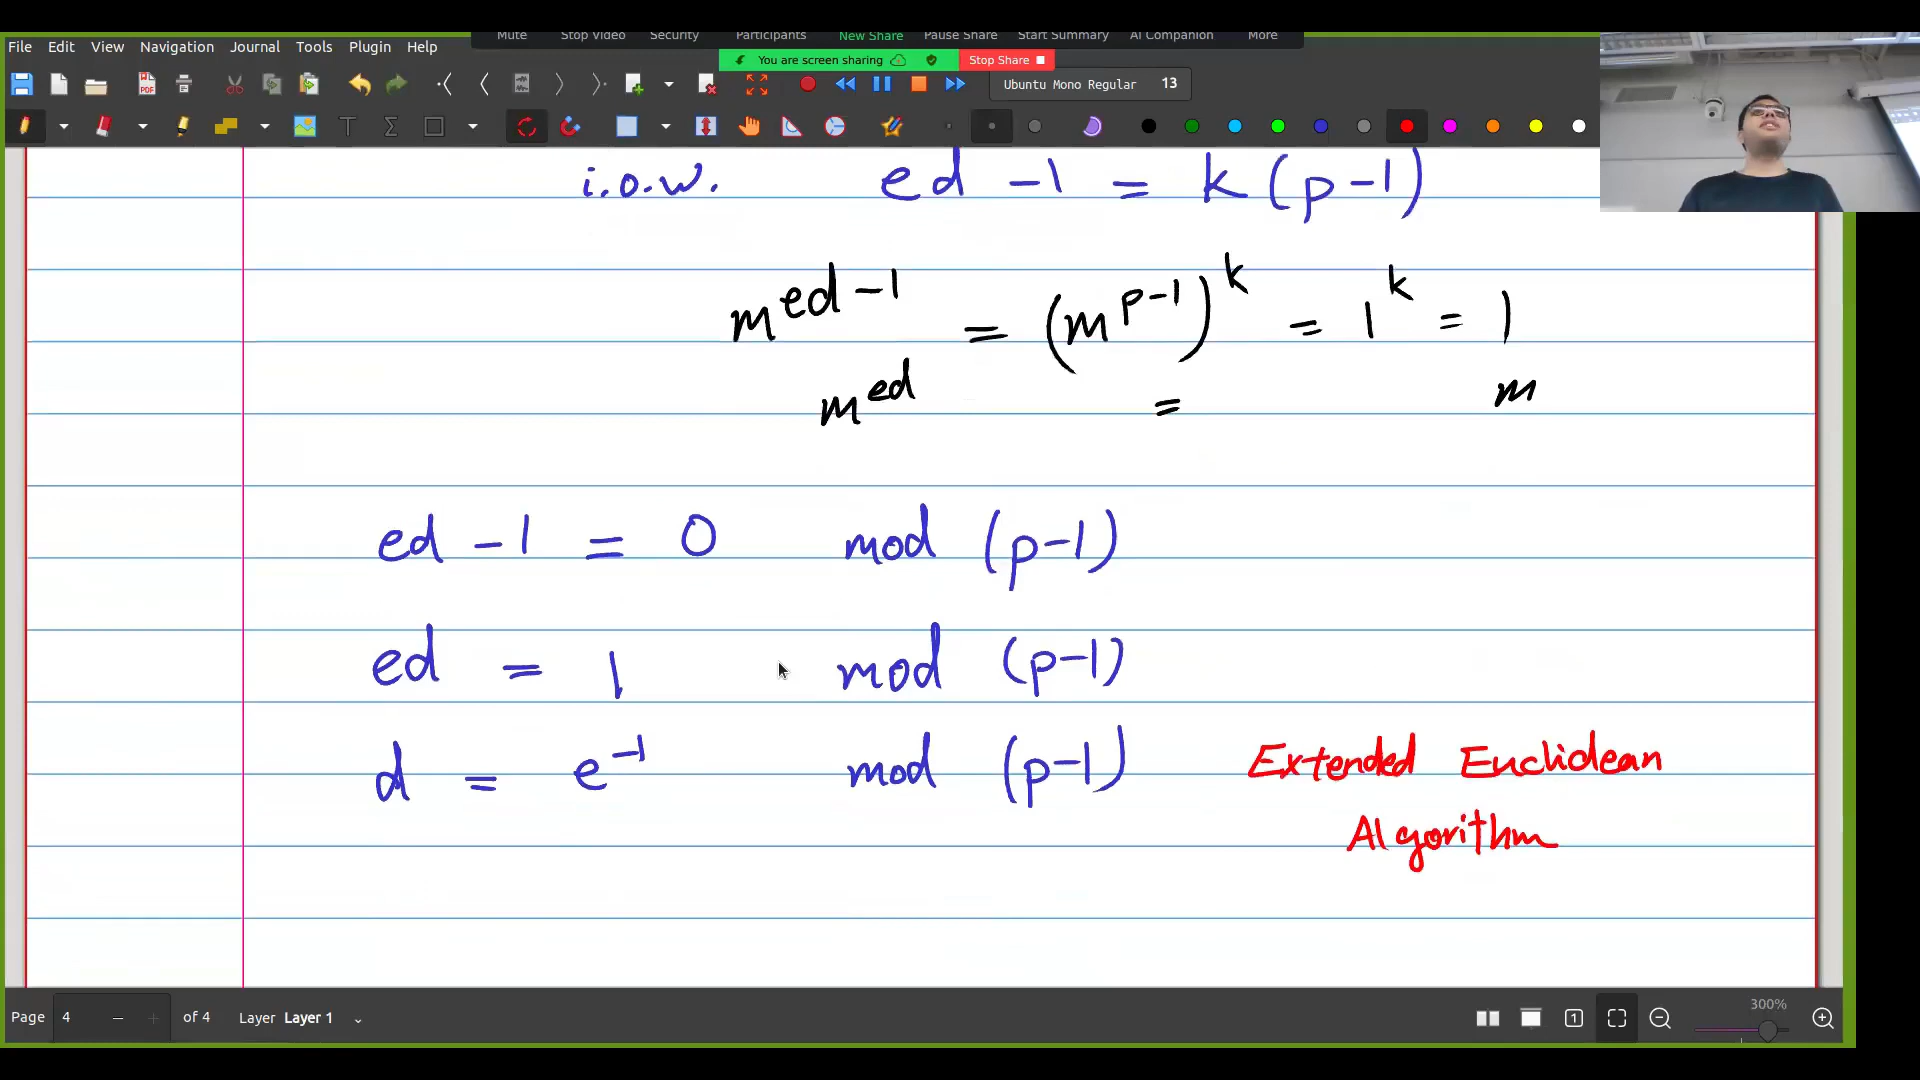 Mute Stop Video Security Participants New Share Pause Share Start Summary AI Companion More
File Edit View Navigation Journal Tools Plugin Help
You are screen sharing Stop Share
Ubuntu Mono Regular 13
i.o.w. ed - 1 = k (p-1)
m^{ed-1} = (m^{p-1})^k = 1^k = 1
m^{ed} = m
ed - 1 = 0 mod (p-1)
ed = 1 mod (p-1)
d = e^{-1} mod (p-1) Extended Euclidean
Algorithm
Page 4 of 4 Layer Layer 1 300%